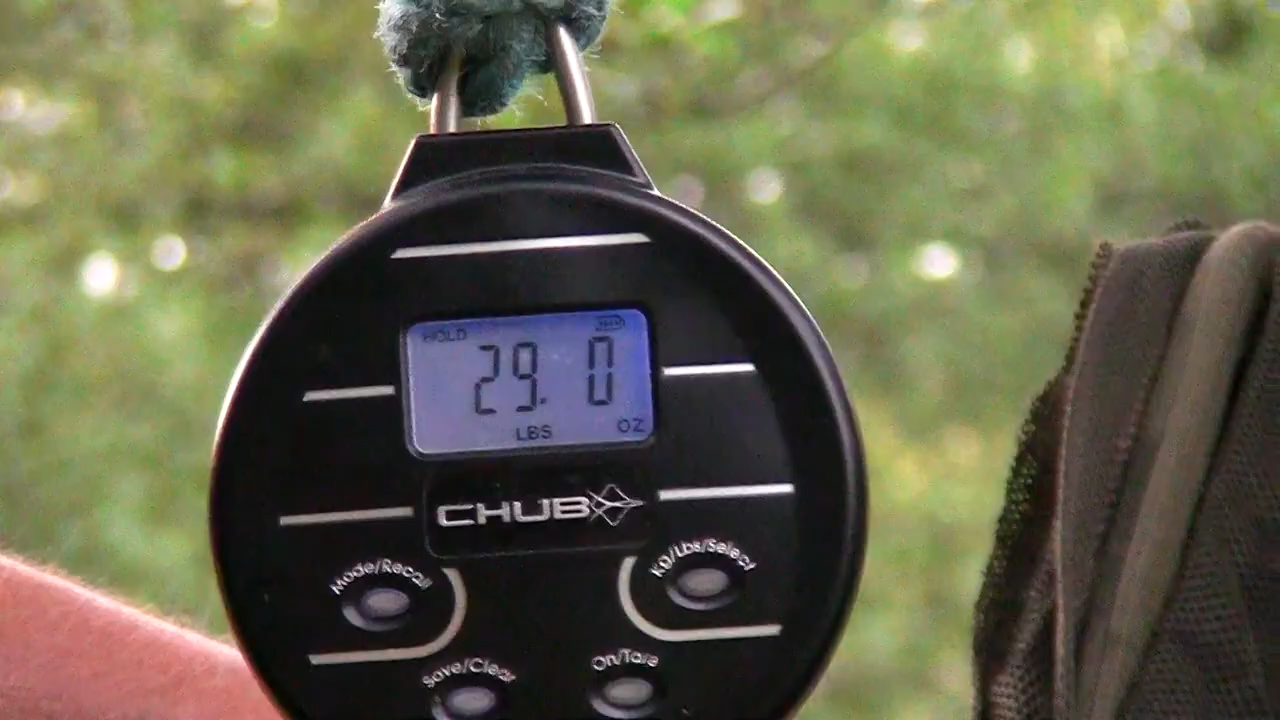 HOLD
29. 0
LBS OZ
CHUB
Mode/Recall
Kg/Lbs/Select
Save/Clear
On/Tare